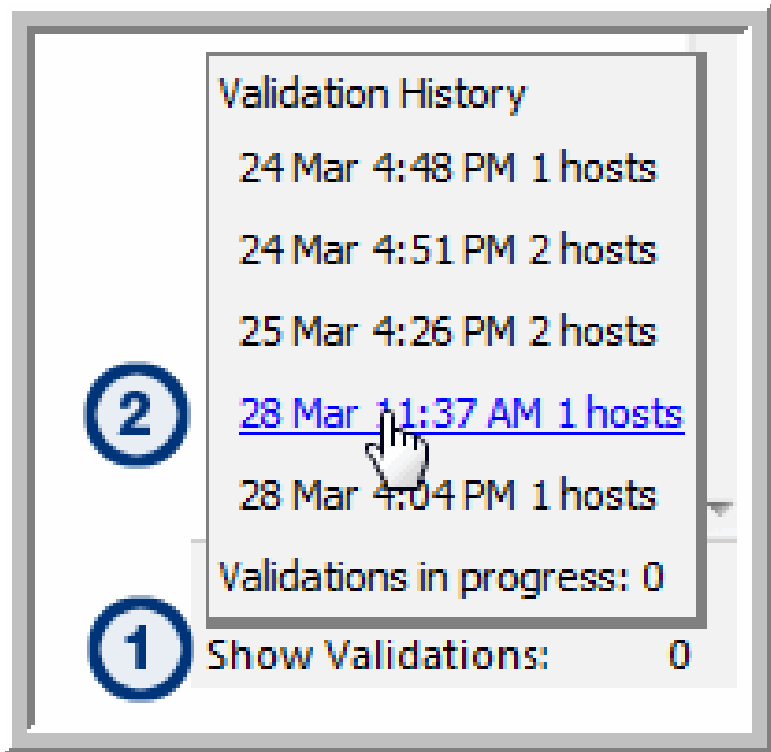 Validation History
24 Mar 4:48 PM 1 hosts
24 Mar 4:51 PM 2 hosts
25 Mar 4:26 PM 2 hosts
2 28 Mar 11:37 AM 1 hosts
28 Mar 4:04 PM 1 hosts
Validations in progress: 0
1 Show Validations: 0